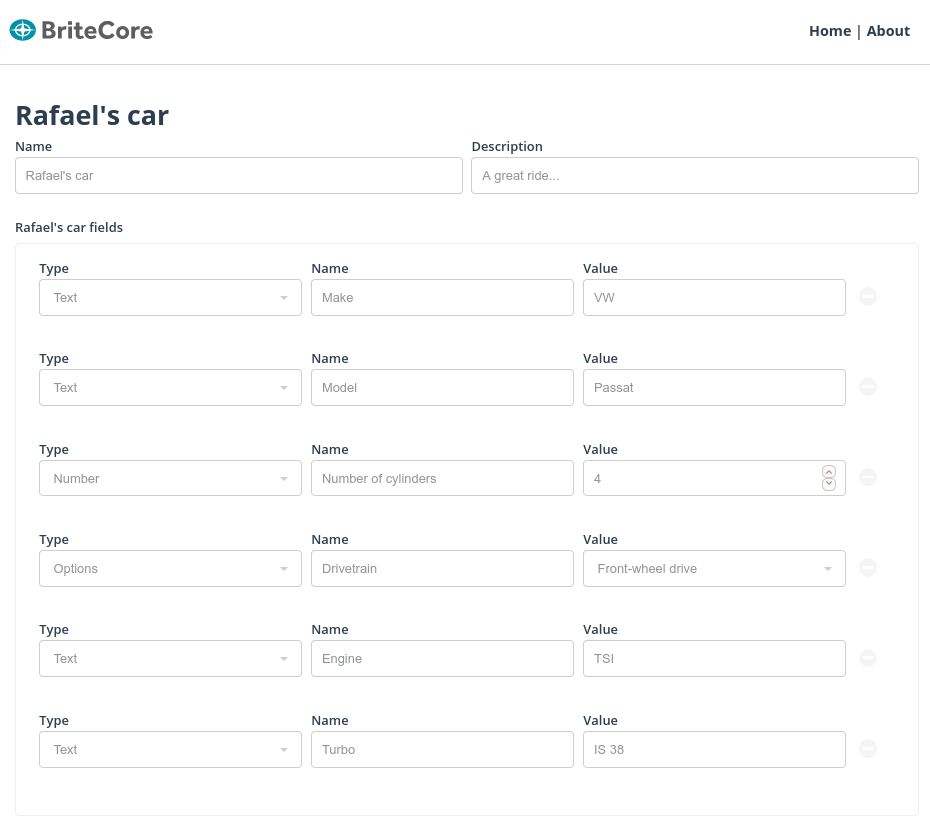 BriteCore
Home | About
Rafael's car
Name Description
Rafael's car A great ride...
Rafael's car fields
Type Name Value
Text Make VW
Type Name Value
Text Model Passat
Type Name Value
Number Number of cylinders 4
Type Name Value
Options Drivetrain Front-wheel drive
Type Name Value
Text Engine TSI
Type Name Value
Text Turbo IS 38